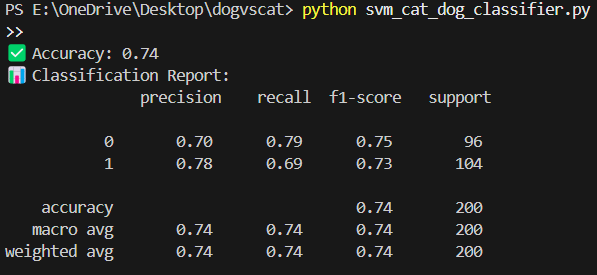 PS E:\OneDrive\Desktop\dogvscat> python svm_cat_dog_classifier.py
>>
✅ Accuracy: 0.74
📊 Classification Report:
              precision    recall  f1-score   support

           0       0.70      0.79      0.75        96
           1       0.78      0.69      0.73       104

    accuracy                           0.74       200
   macro avg       0.74      0.74      0.74       200
weighted avg       0.74      0.74      0.74       200